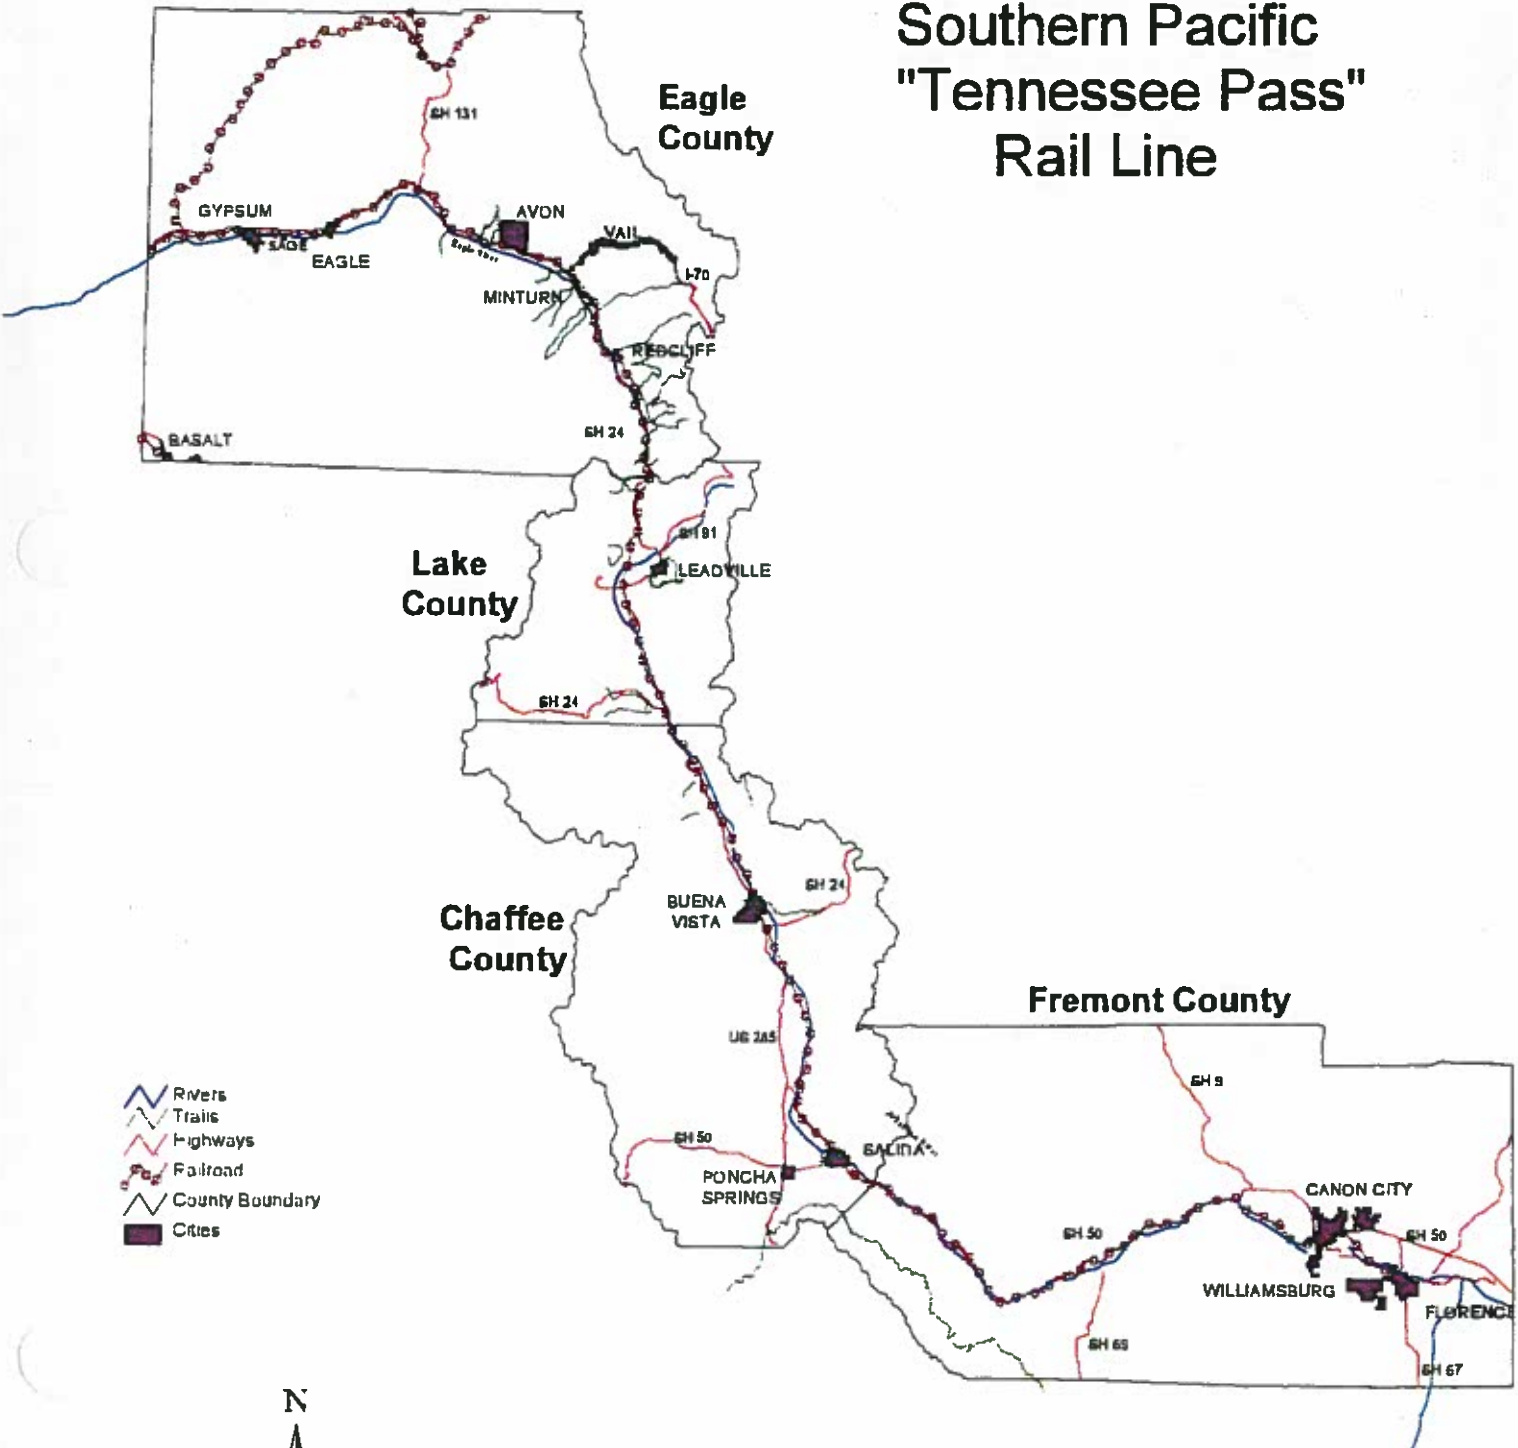 Southern Pacific
"Tennessee Pass"
Rail Line
Eagle
County
SH 131
GYPSUM
SAGE
EAGLE
AVON
VAIL
I-70
MINTURN
REDCLIFF
SH 24
BASALT
Lake
County
SH 91
LEADVILLE
SH 24
Chaffee
County
BUENA
VISTA
SH 24
US 285
SH 50
PONCHA
SPRINGS
SALIDA
Fremont County
SH 9
CANON CITY
SH 50
SH 50
WILLIAMSBURG
FLORENCE
SH 69
SH 67
Rivers
Trails
Highways
Railroad
County Boundary
Cities
N